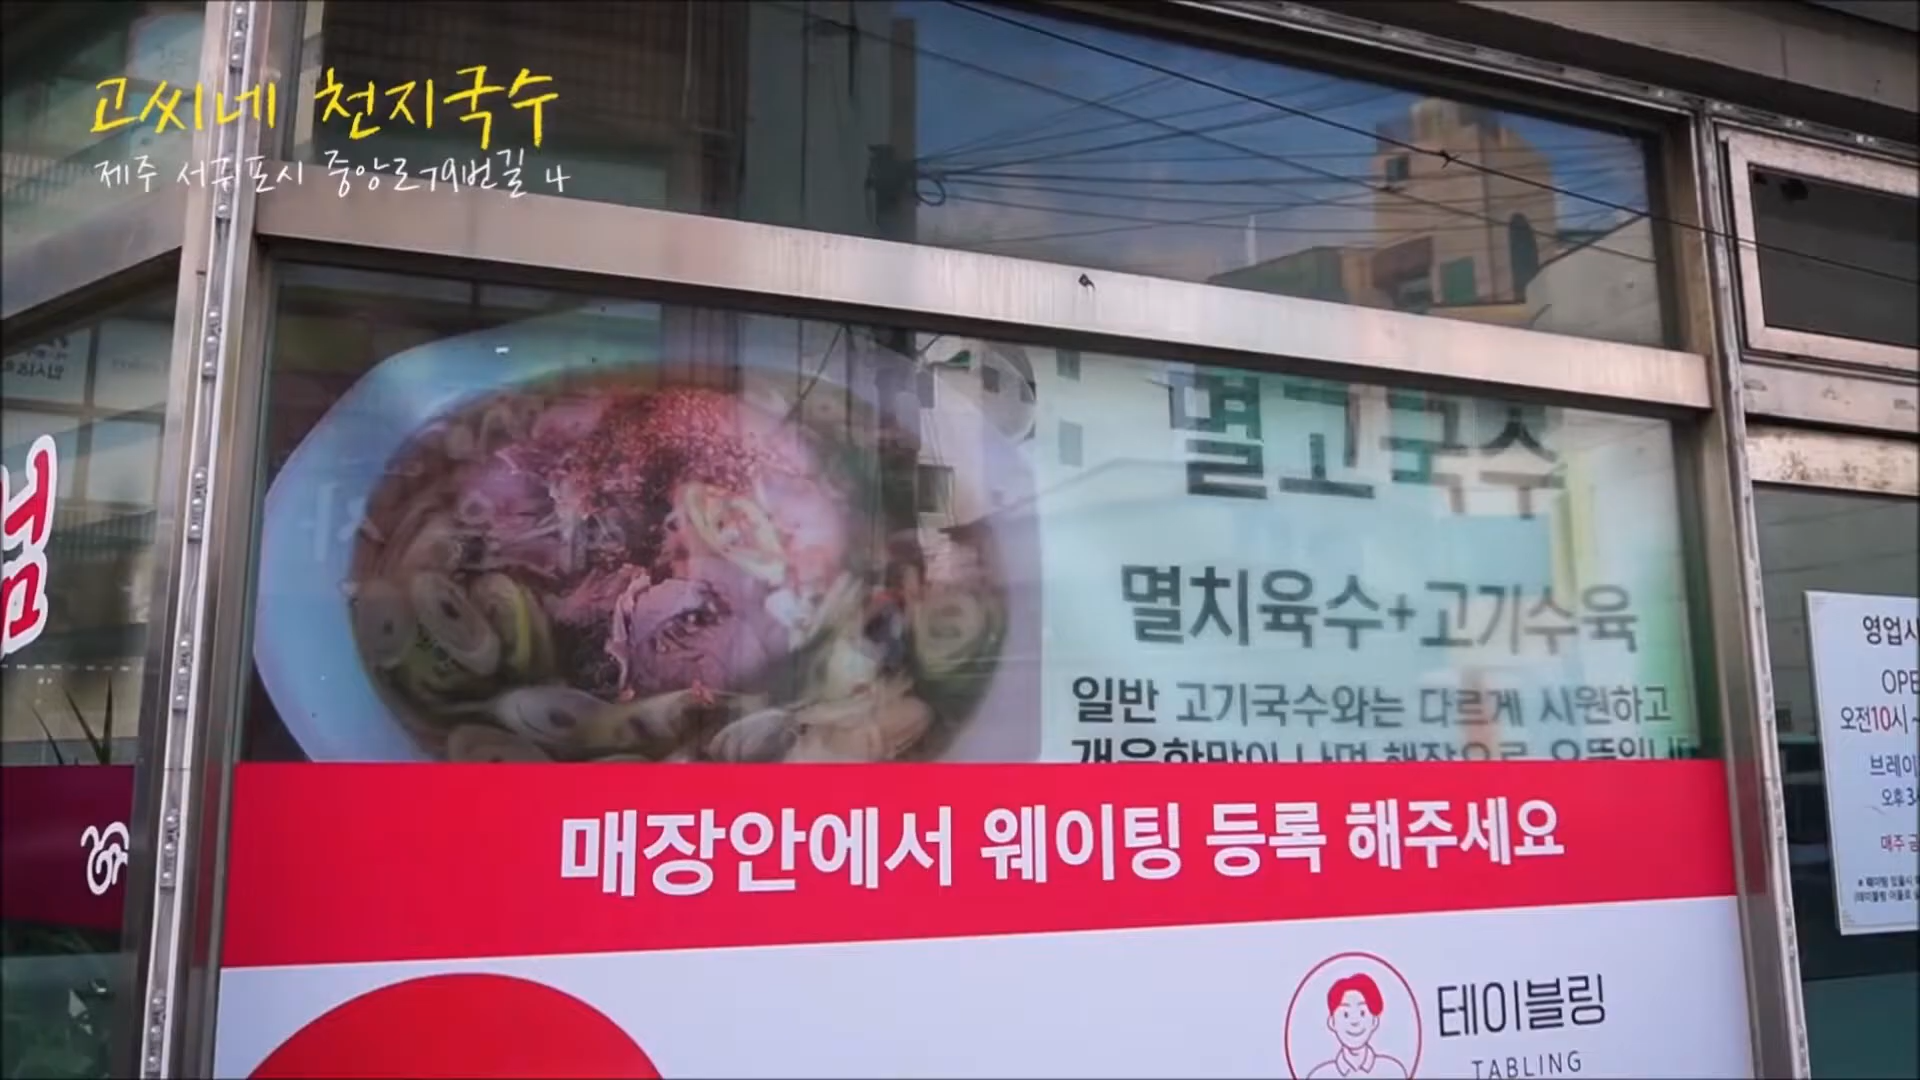 고씨네 천지국수
제주 서귀포시 중앙로79번길 4
멸고국수
멸치육수+고기수육
일반 고기국수와는 다르게 시원하고
매장안에서 웨이팅 등록 해주세요
테이블링
TABLING
영업시
OPE
오전10시 ~
브레이
오후3
매주 금